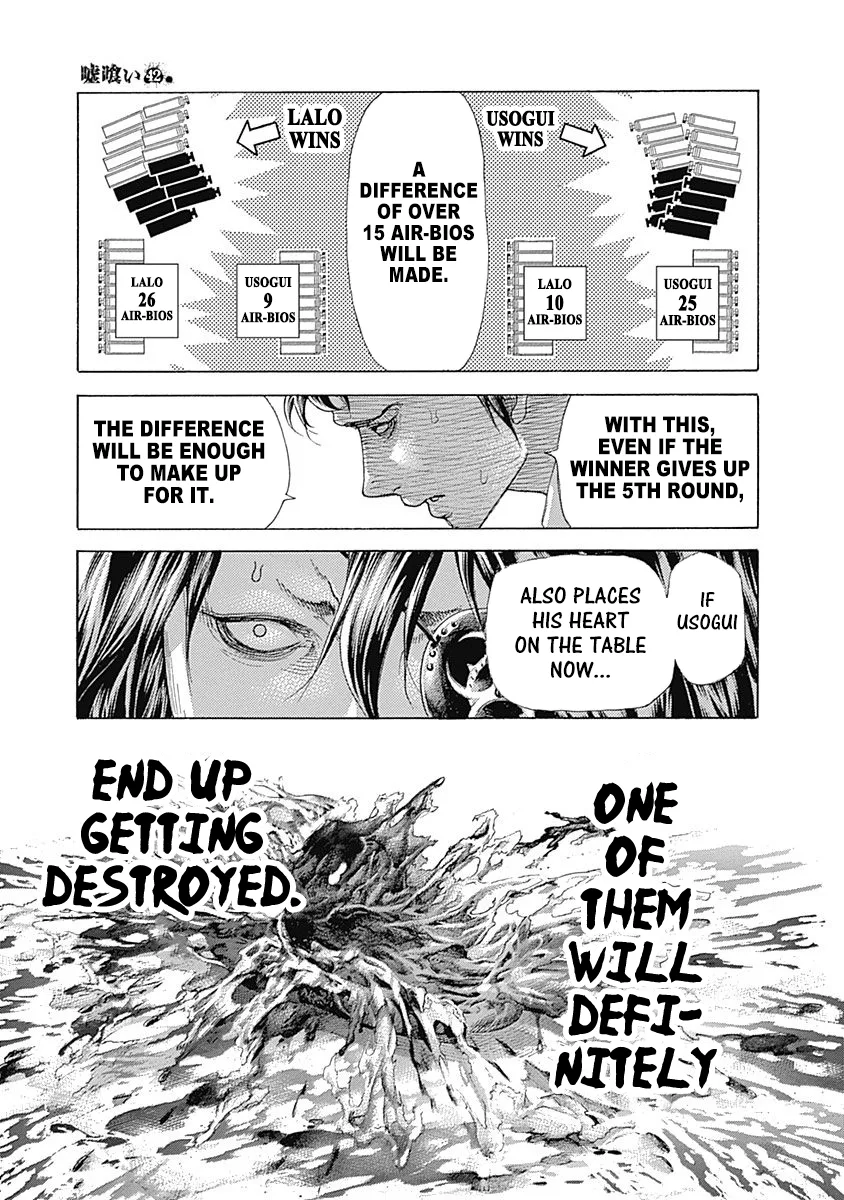 嘘喰い
USOGUI
WINS
LALO
WINS
A
DIFFERENCE
OF OVER
15 AIR-BIOS
WILL BE
MADE.
USOGUI
25
AIR-BIOS
LALO
10
AIR-BIOS
USOGUI
9
AIR-BIOS
LALO
26
AIR-BIOS
WITH THIS,
EVEN IF THE
WINNER GIVES UP
THE 5TH ROUND,
THE DIFFERENCE
WILL BE ENOUGH
TO MAKE UP
FOR IT.
IF
USOGUI
ALSO PLACES
HIS HEART
ON THE TABLE
NOW...
ONE
OF
THEM
WILL
DEFI-
NITELY
END UP
GETTING
DESTROYED.